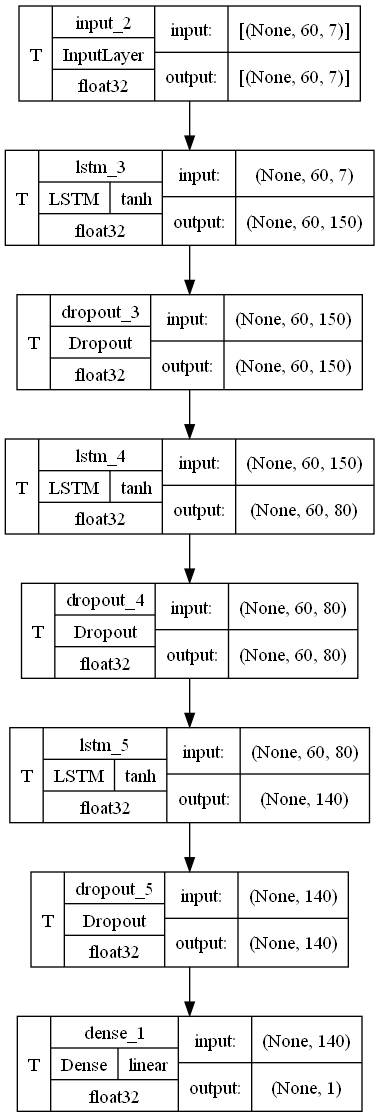 input_2 input: [(None, 60, 7)]
T InputLayer
float32 output: [(None, 60, 7)]
lstm_3 input: (None, 60, 7)
T LSTM tanh
float32 output: (None, 60, 150)
dropout_3 input: (None, 60, 150)
T Dropout
float32 output: (None, 60, 150)
lstm_4 input: (None, 60, 150)
T LSTM tanh
float32 output: (None, 60, 80)
dropout_4 input: (None, 60, 80)
T Dropout
float32 output: (None, 60, 80)
lstm_5 input: (None, 60, 80)
T LSTM tanh
float32 output: (None, 140)
dropout_5 input: (None, 140)
T Dropout
float32 output: (None, 140)
dense_1 input: (None, 140)
T Dense linear
float32 output: (None, 1)